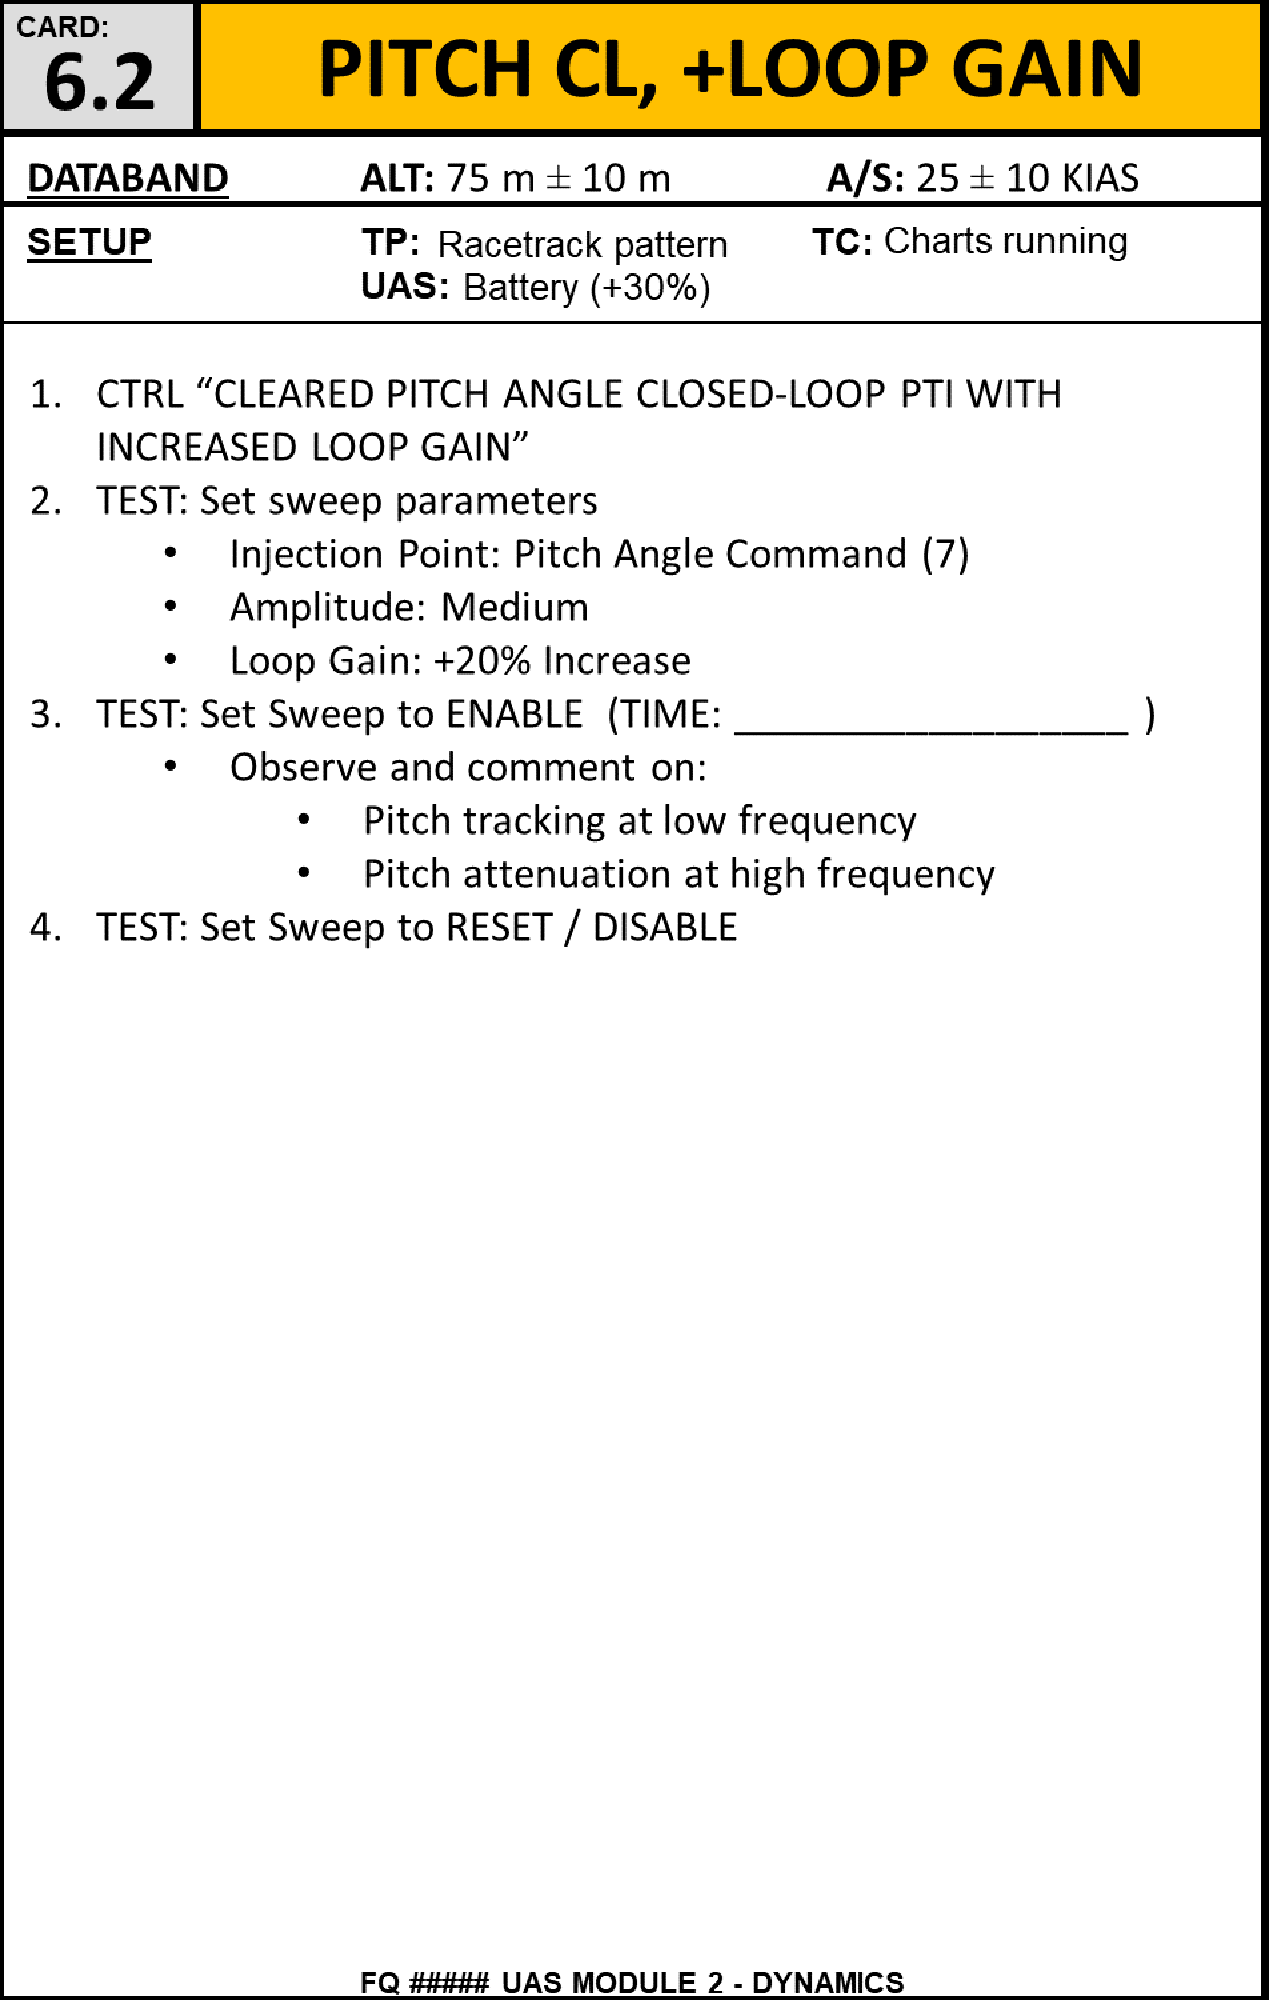 CARD:
6.2
PITCH CL, +LOOP GAIN
DATABAND ALT: 75 m ± 10 m A/S: 25 ± 10 KIAS
SETUP TP: Racetrack pattern TC: Charts running
UAS: Battery (+30%)
1. CTRL “CLEARED PITCH ANGLE CLOSED-LOOP PTI WITH
INCREASED LOOP GAIN”
2. TEST: Set sweep parameters
• Injection Point: Pitch Angle Command (7)
• Amplitude: Medium
• Loop Gain: +20% Increase
3. TEST: Set Sweep to ENABLE (TIME: __________________ )
• Observe and comment on:
• Pitch tracking at low frequency
• Pitch attenuation at high frequency
4. TEST: Set Sweep to RESET / DISABLE
FQ ##### UAS MODULE 2 - DYNAMICS